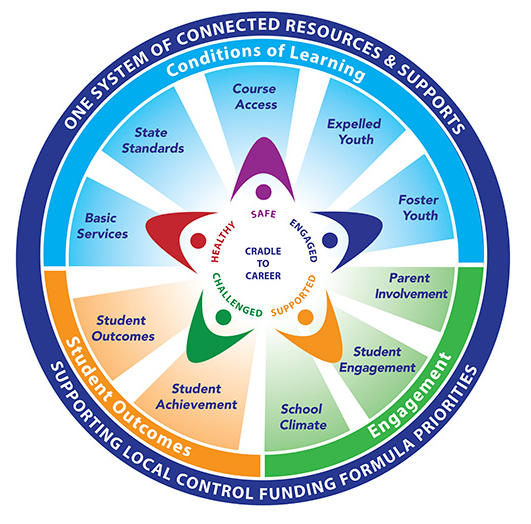 ONE SYSTEM OF CONNECTED RESOURCES & SUPPORTS
Conditions of Learning
Course
Access
State
Standards
Expelled
Youth
Basic
Services
Foster
Youth
SAFE
HEALTHY
ENGAGED
CRADLE
TO
CAREER
CHALLENGED
SUPPORTED
Parent
Involvement
Student
Outcomes
Student
Engagement
Student
Achievement
School
Climate
Student Outcomes
Engagement
SUPPORTING LOCAL CONTROL FUNDING FORMULA PRIORITIES